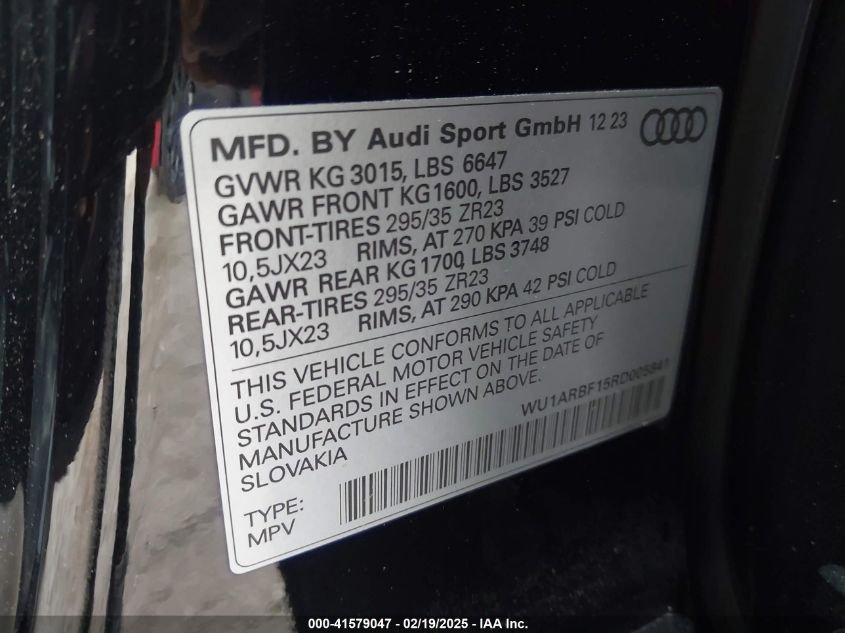 MFD. BY Audi Sport GmbH 12 23
GVWR KG 3015, LBS 6647
GAWR FRONT KG1600, LBS 3527
FRONT-TIRES 295/35 ZR23
10,5JX23 RIMS, AT 270 KPA 39 PSI COLD
GAWR REAR KG 1700, LBS 3748
REAR-TIRES 295/35 ZR23
10,5JX23 RIMS, AT 290 KPA 42 PSI COLD
THIS VEHICLE CONFORMS TO ALL APPLICABLE
U.S. FEDERAL MOTOR VEHICLE SAFETY
STANDARDS IN EFFECT ON THE DATE OF
MANUFACTURE SHOWN ABOVE.
SLOVAKIA
WU1ARBF15RD005841
TYPE:
MPV
000-41579047 - 02/19/2025 - IAA Inc.